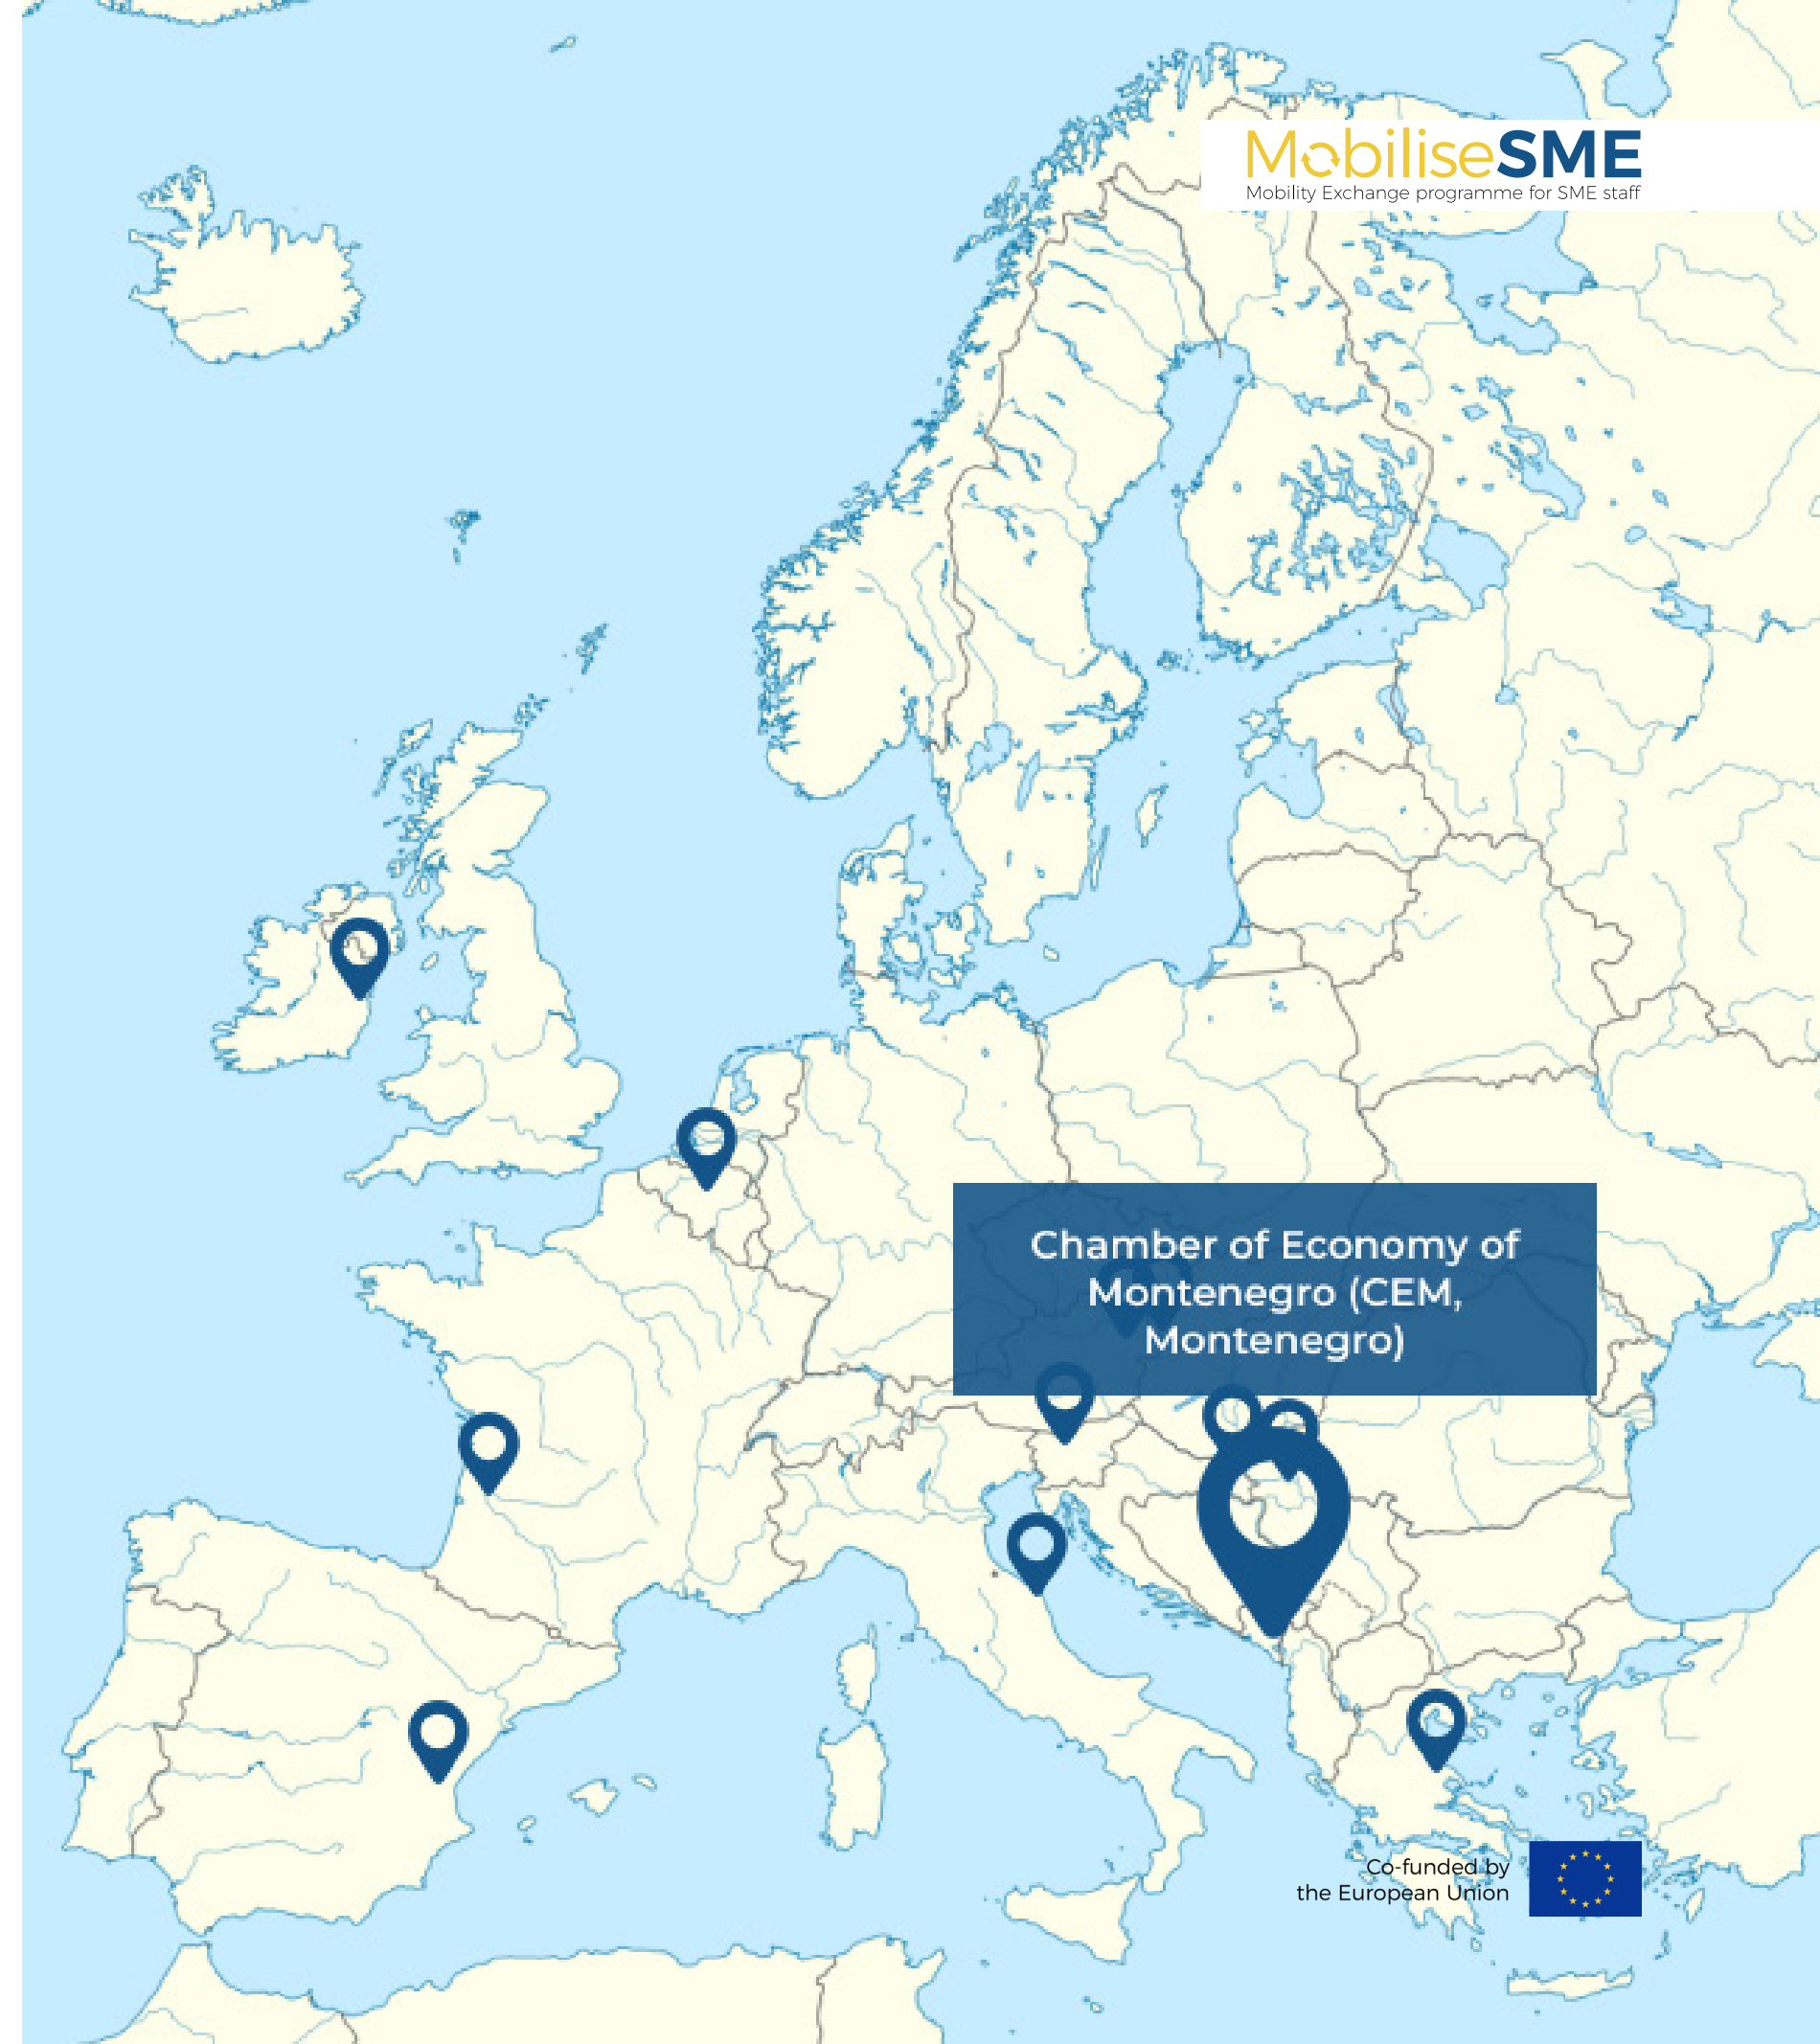 MobiliseSME
Mobility Exchange programme for SME staff
Chamber of Economy of
Montenegro (CEM,
Montenegro)
Co-funded by
the European Union